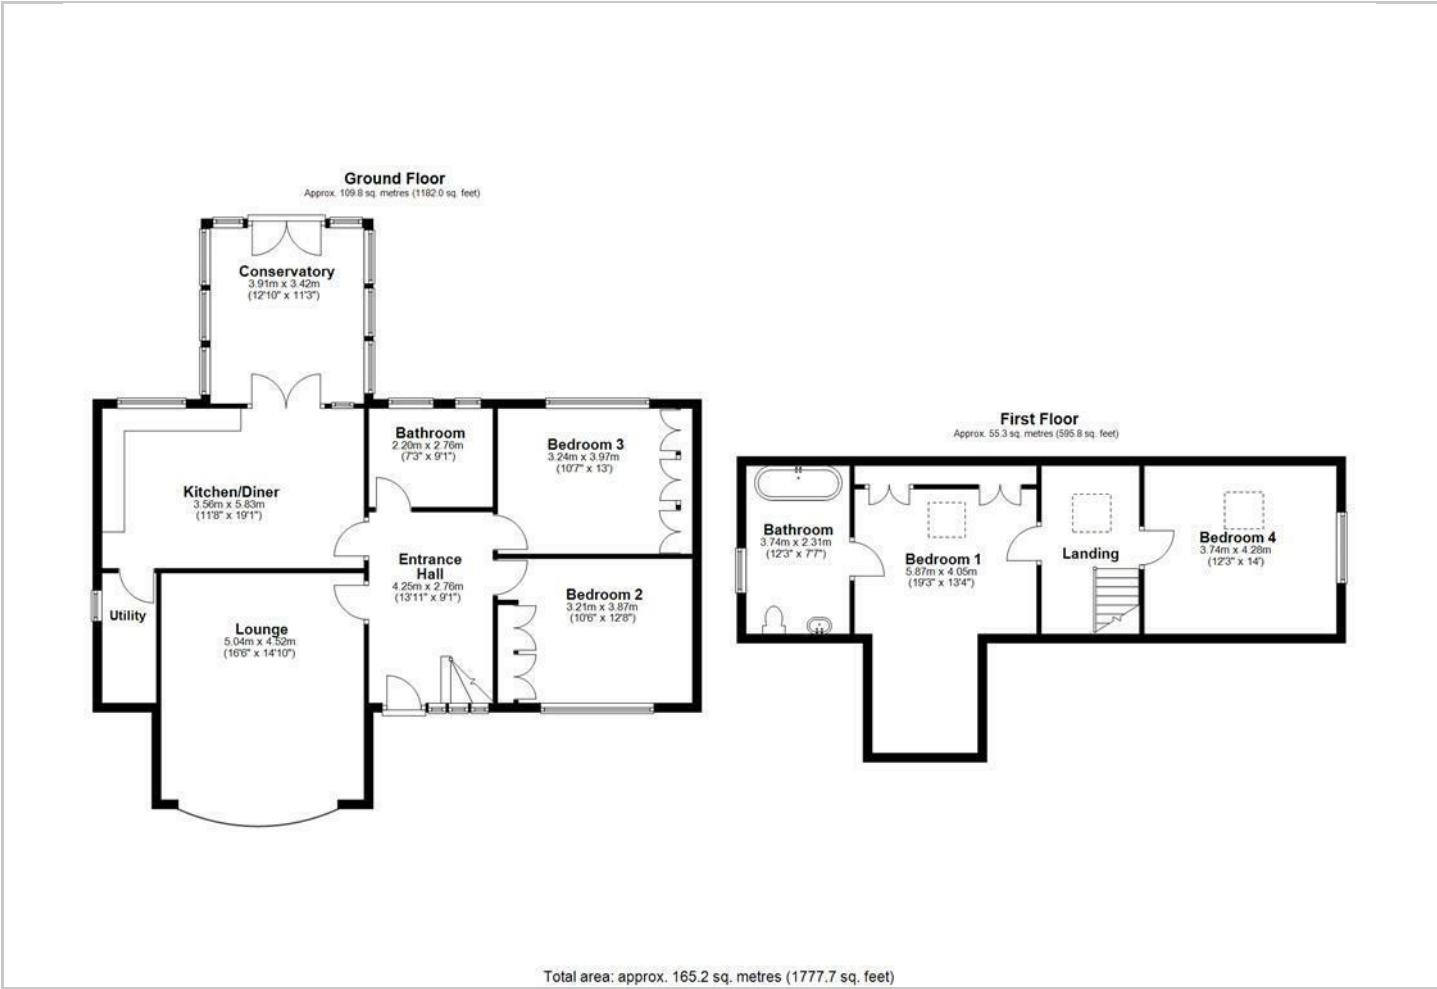 Ground Floor
Approx. 109.8 sq. metres (1182.0 sq. feet)
Conservatory
3.91m x 3.42m
(12'10" x 11'3")
Bathroom
2.20m x 2.76m
(7'3" x 9'1")
Bedroom 3
3.24m x 3.97m
(10'7" x 13')
Kitchen/Diner
3.56m x 5.83m
(11'8" x 19'1")
Entrance
Hall
4.25m x 2.76m
(13'11" x 9'1")
Utility
Lounge
5.04m x 4.52m
(16'6" x 14'10")
Bedroom 2
3.21m x 3.87m
(10'6" x 12'8")
First Floor
Approx. 55.3 sq. metres (595.8 sq. feet)
Bathroom
3.74m x 2.31m
(12'3" x 7'7")
Bedroom 1
5.87m x 4.05m
(19'3" x 13'4")
Landing
Bedroom 4
3.74m x 4.28m
(12'3" x 14')
Total area: approx. 165.2 sq. metres (1777.7 sq. feet)